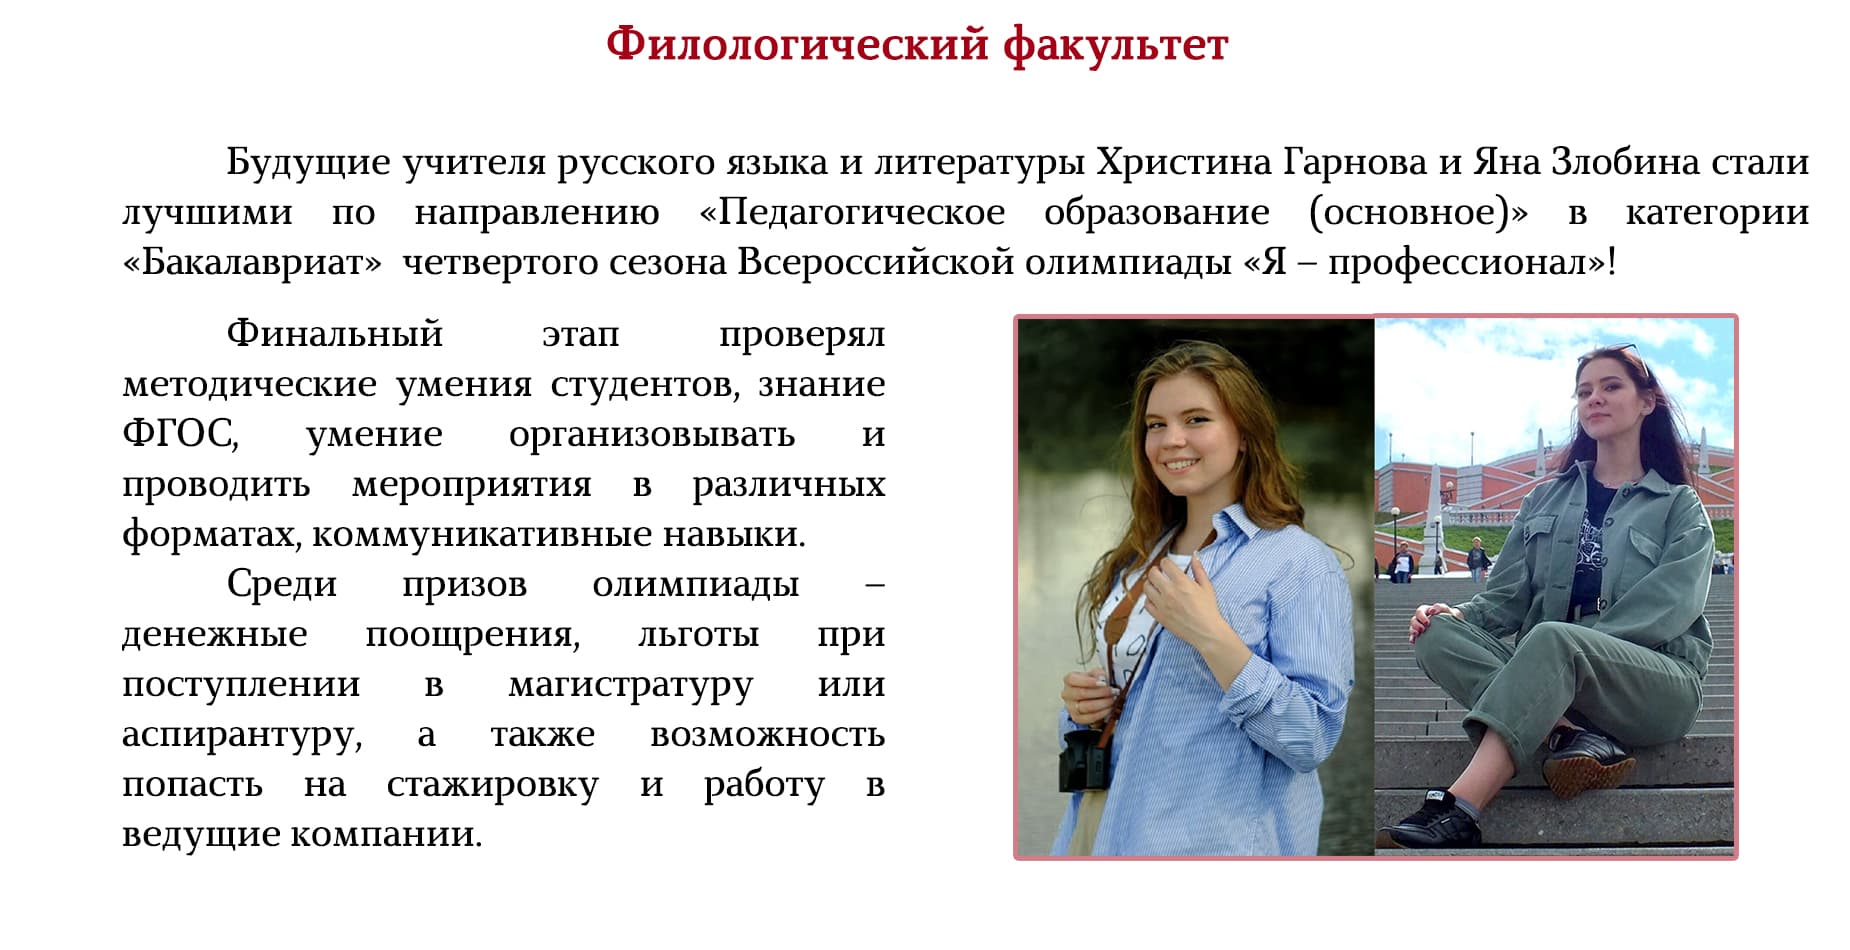 Филологический факультет
Будущие учителя русского языка и литературы Христина Гарнова и Яна Злобина стали
лучшими по направлению «Педагогическое образование (основное)» в категории
«Бакалавриат» четвертого сезона Всероссийской олимпиады «Я – профессионал»!
Финальный этап проверял
методические умения студентов, знание
ФГОС, умение организовывать и
проводить мероприятия в различных
форматах, коммуникативные навыки.
Среди призов олимпиады –
денежные поощрения, льготы при
поступлении в магистратуру или
аспирантуру, а также возможность
попасть на стажировку и работу в
ведущие компании.